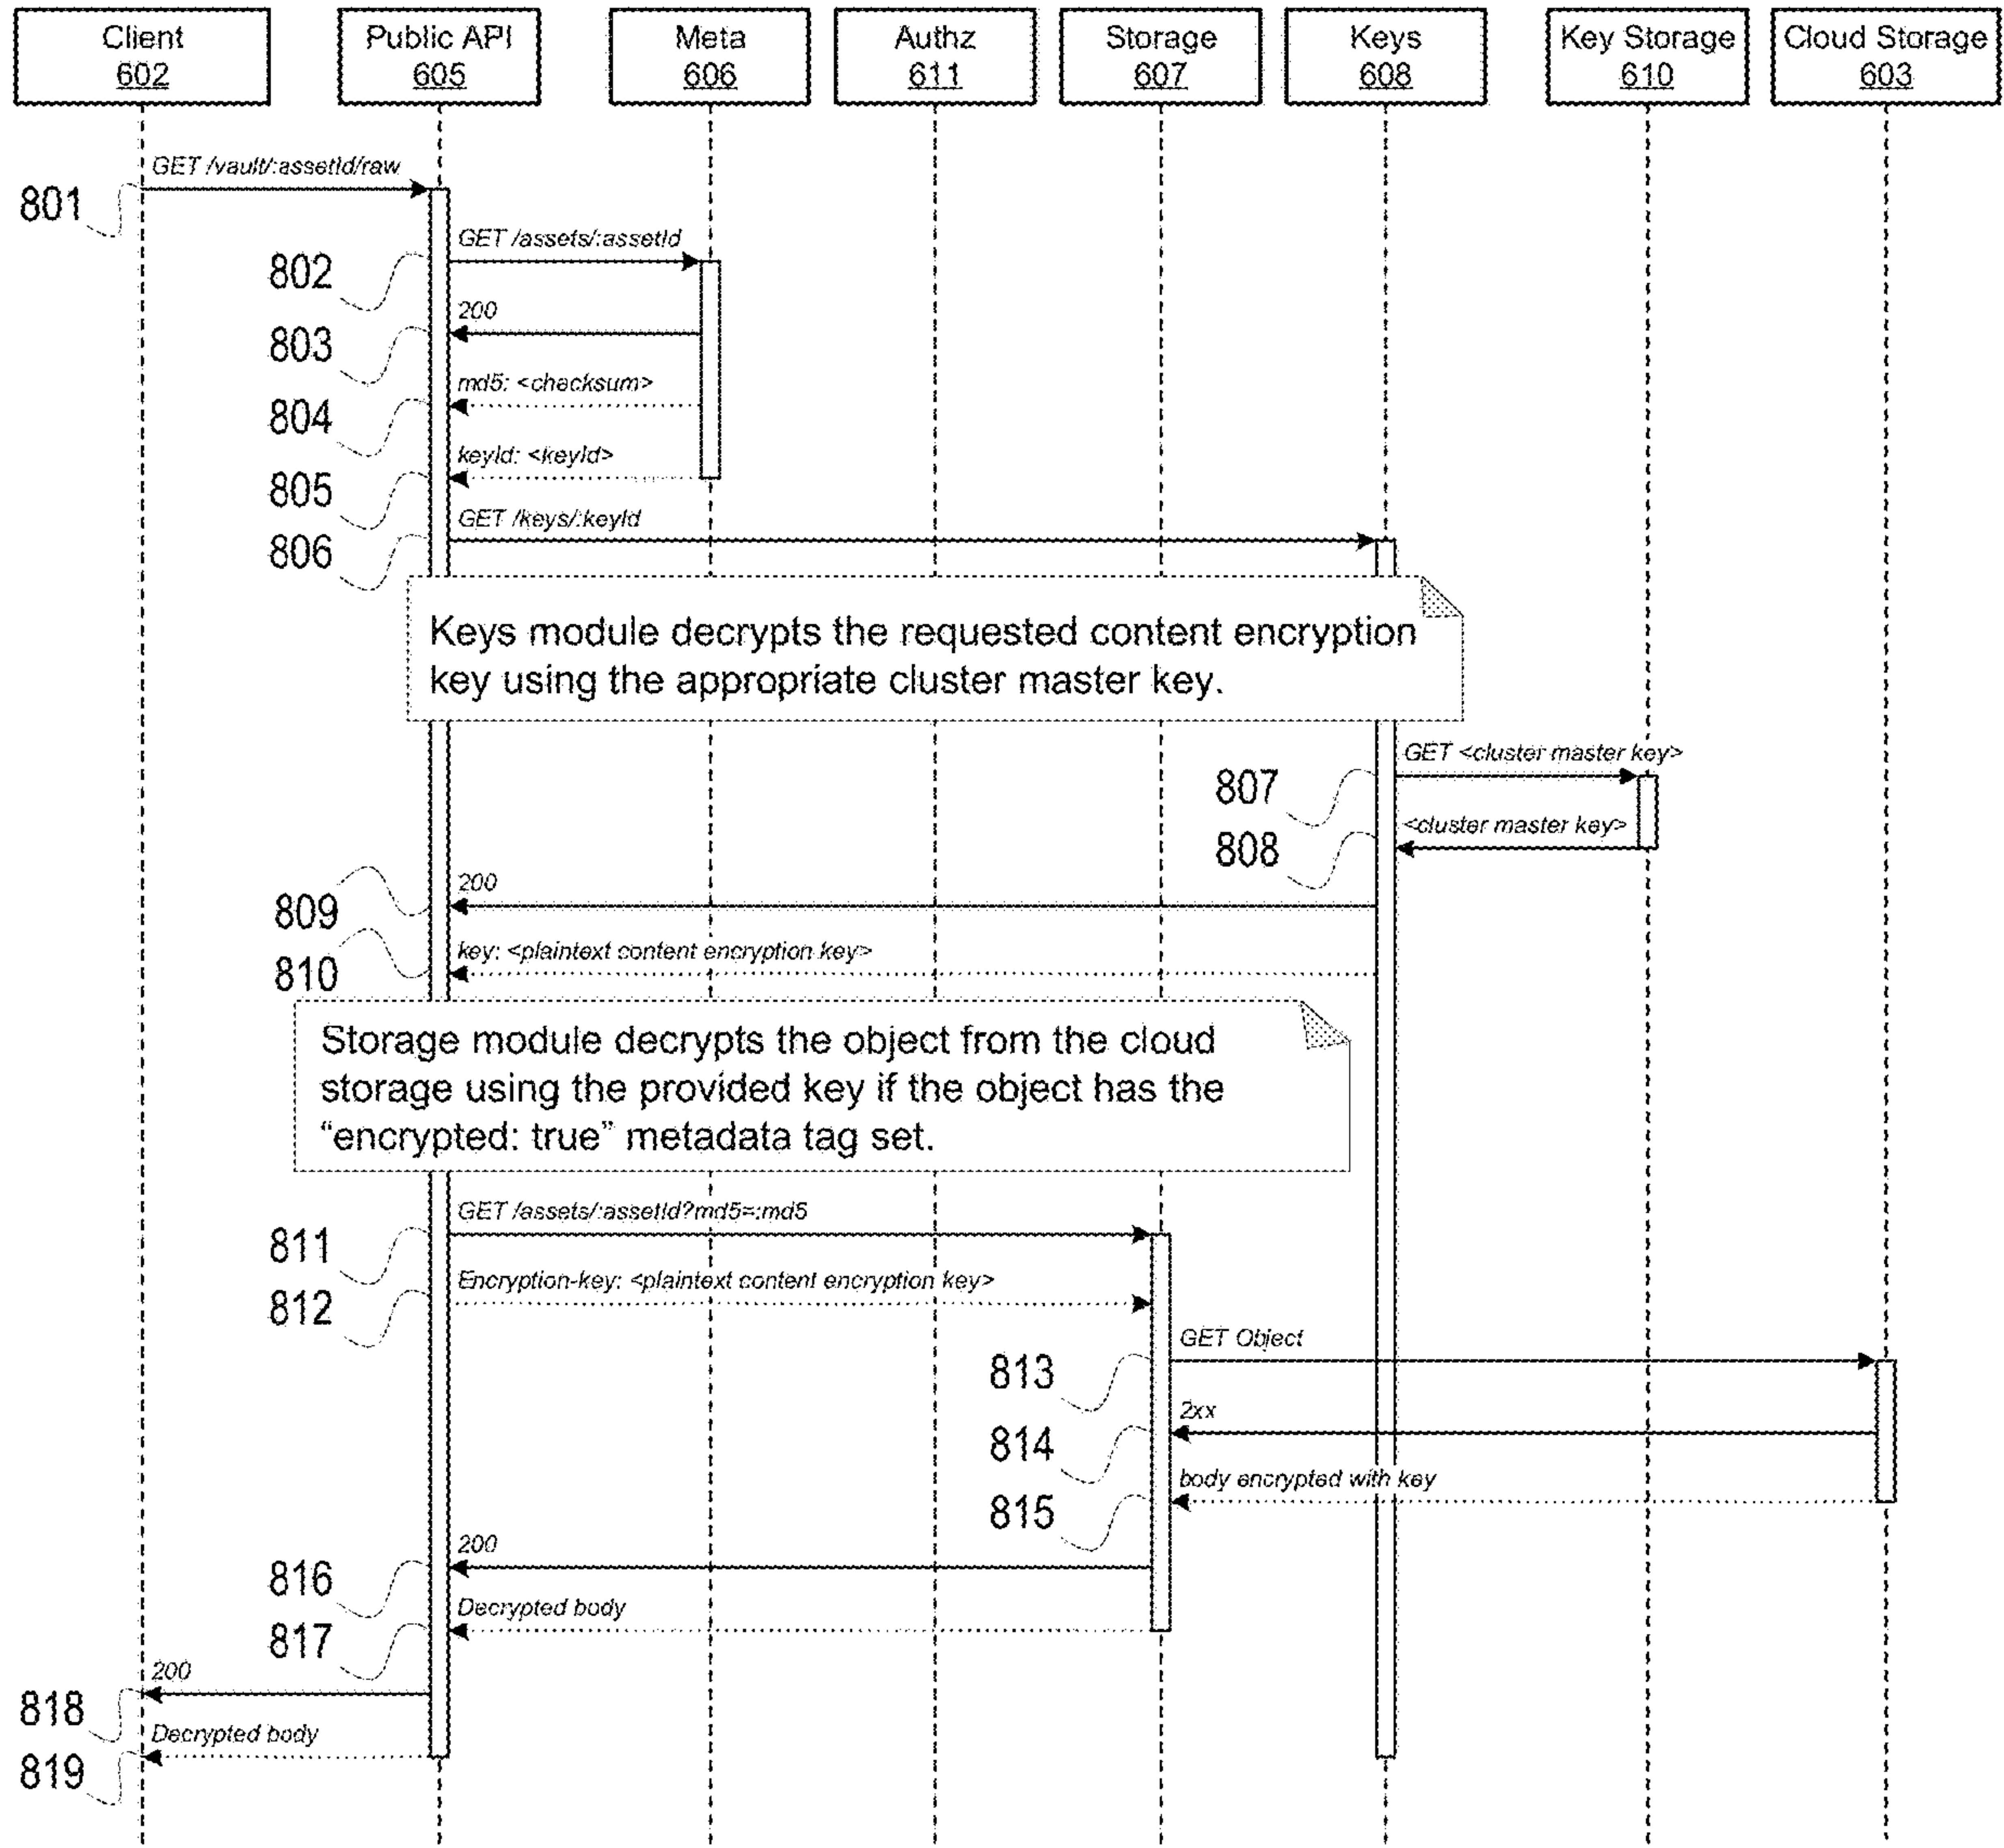 Client
602
Public API
605
Meta
606
Authz
611
Storage
607
Keys
608
Key Storage
610
Cloud Storage
603
GET /vault/:assetId/raw
801
GET /assets/:assetId
802
200
803
md5: <checksum>
804
keyId: <keyId>
805
GET /keys/:keyId
806
Keys module decrypts the requested content encryption
key using the appropriate cluster master key.
GET <cluster master key>
807
<cluster master key>
808
200
809
key: <plaintext content encryption key>
810
Storage module decrypts the object from the cloud
storage using the provided key if the object has the
“encrypted: true” metadata tag set.
GET /assets/:assetId?md5=:md5
811
Encryption-key: <plaintext content encryption key>
812
GET Object
813
2xx
814
body encrypted with key
815
200
816
Decrypted body
817
200
818
Decrypted body
819